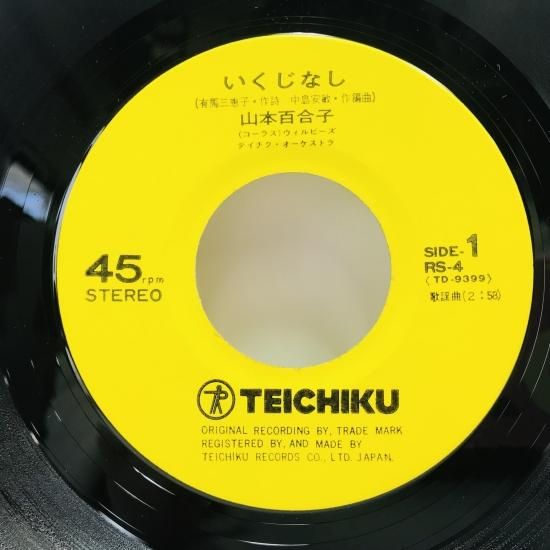 いくじなし
(有馬三恵子・作詩 中島安敏・作編曲)
山本百合子
(コーラス)ウィルビーズ
テイチク・オーケストラ
45rpm
STEREO
SIDE-1
RS-4
(TD-9399)
歌謡曲(2:58)
TEICHIKU
ORIGINAL RECORDING BY, TRADE MARK
REGISTERED BY, AND MADE BY
TEICHIKU RECORDS CO., LTD. JAPAN.